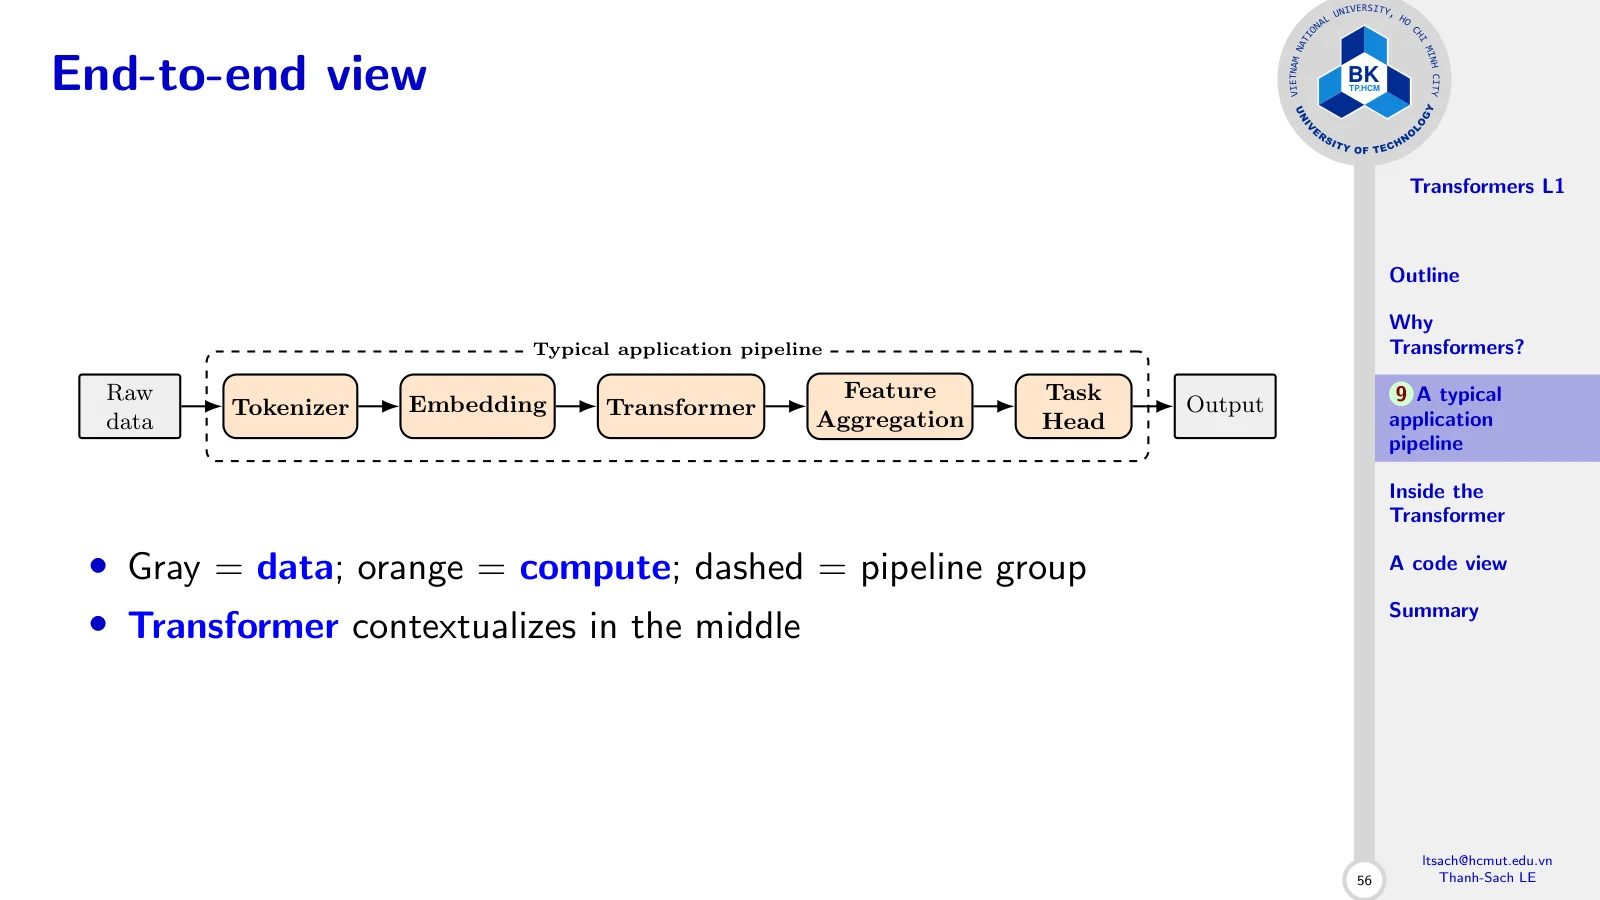 End-to-end view
Typical application pipeline
Raw
data
Tokenizer
Embedding
Transformer
Feature
Aggregation
Task
Head
Output
• Gray = data; orange = compute; dashed = pipeline group
• Transformer contextualizes in the middle
VIETNAM NATIONAL UNIVERSITY, HO CHI MINH CITY
BK
TP.HCM
UNIVERSITY OF TECHNOLOGY
Transformers L1
Outline
Why
Transformers?
9 A typical
application
pipeline
Inside the
Transformer
A code view
Summary
ltsach@hcmut.edu.vn
Thanh-Sach LE
56